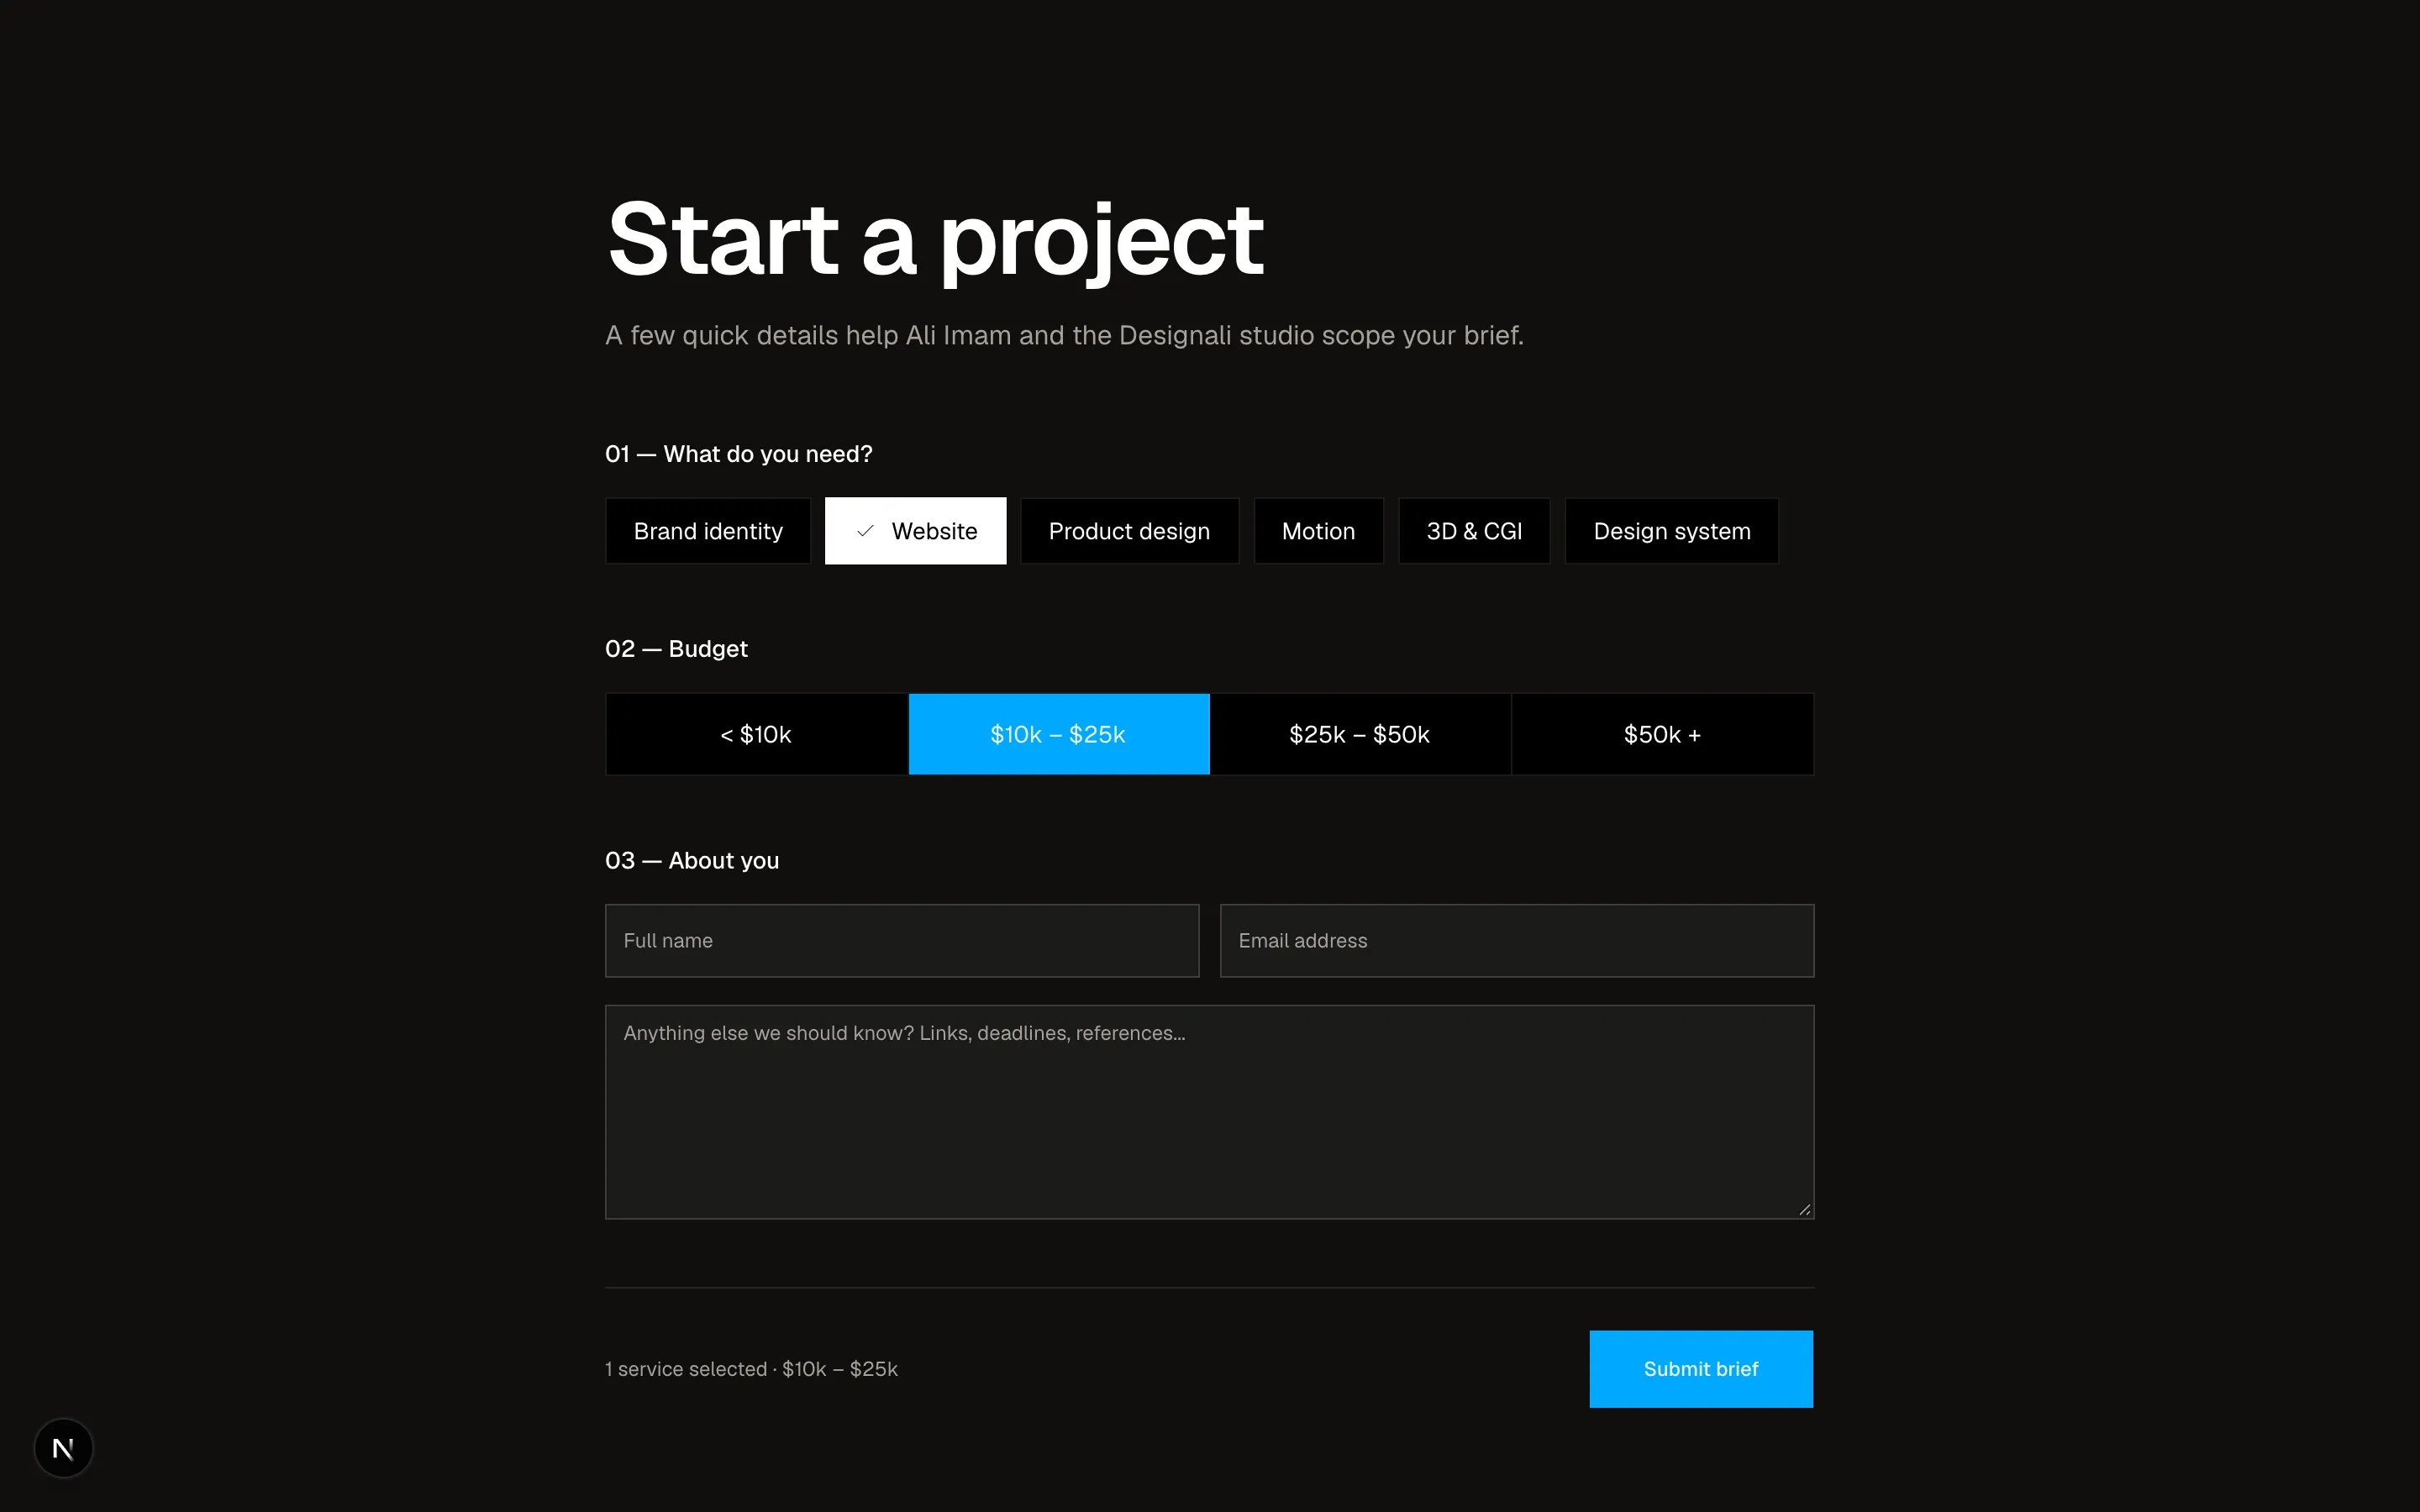 Start a project
A few quick details help Ali Imam and the Designali studio scope your brief.
01 — What do you need?
Brand identity
Website
Product design
Motion
3D & CGI
Design system
02 — Budget
< $10k
$10k – $25k
$25k – $50k
$50k +
03 — About you
Full name
Email address
Anything else we should know? Links, deadlines, references...
1 service selected · $10k – $25k
Submit brief
N